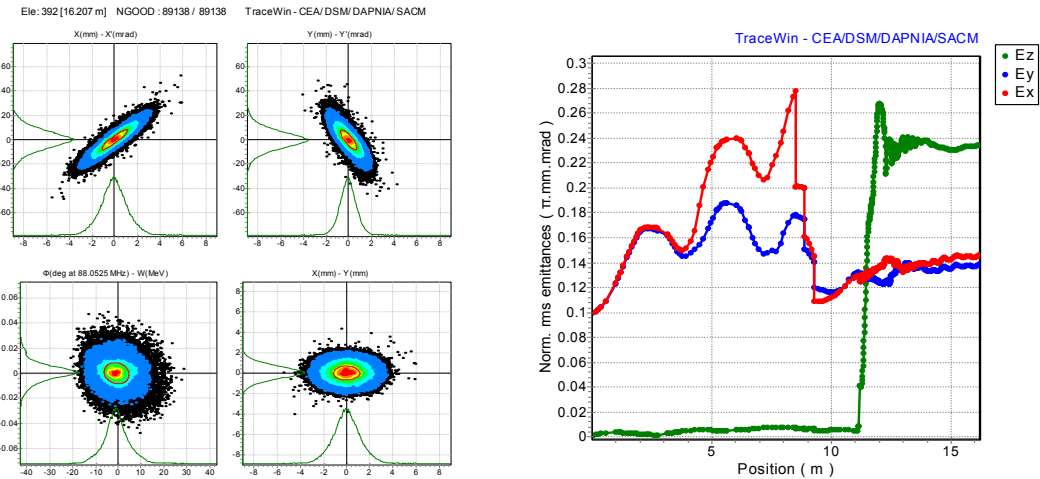 Ele: 392 [16.207 m] NGOOD : 89138 / 89138 TraceWin - CEA/ DSM/ DAPNIA/ SACM
X(mm) - X'(mrad)
60
40
20
0
-20
-40
-60
-8 -6 -4 -2 0 2 4 6 8
Y(mm) - Y'(mrad)
60
40
20
0
-20
-40
-60
-8 -6 -4 -2 0 2 4 6 8
Φ(deg at 88.0525 MHz) - W(MeV)
0.06
0.04
0.02
0
-0.02
-0.04
-0.06
-40 -30 -20 -10 0 10 20 30 40
X(mm) - Y(mm)
8
6
4
2
0
-2
-4
-6
-8
-8 -6 -4 -2 0 2 4 6 8
TraceWin - CEA/DSM/DAPNIA/SACM
Ez
Ey
Ex
Norm. rms emittances ( π.mm.mrad )
0.3
0.28
0.26
0.24
0.22
0.2
0.18
0.16
0.14
0.12
0.1
0.08
0.06
0.04
0.02
0
5 10 15
Position ( m )